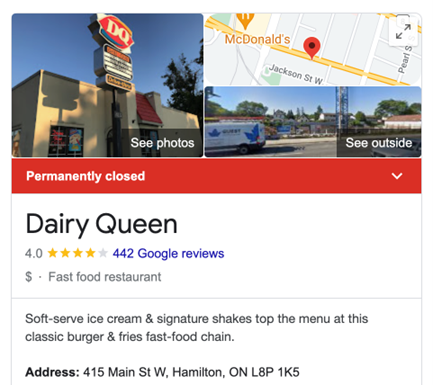 DQ
McDonald's
Jackson St W
Pearl S
See photos
See outside
Permanently closed
Dairy Queen
4.0 442 Google reviews
$ · Fast food restaurant
Soft-serve ice cream & signature shakes top the menu at this
classic burger & fries fast-food chain.
Address: 415 Main St W, Hamilton, ON L8P 1K5